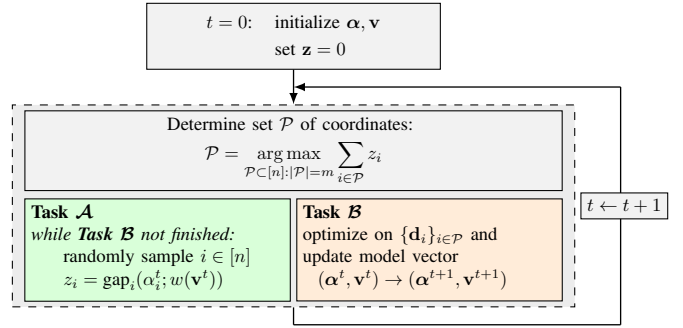 t = 0: initialize α, v
set z = 0
Determine set 𝒫 of coordinates:
𝒫 = arg max ∑ z_i
𝒫⊂[n]:|𝒫|=m i∈𝒫
Task 𝒜
while Task ℬ not finished:
randomly sample i ∈ [n]
z_i = gap_i(α_i^t; w(v^t))
Task ℬ
optimize on {d_i}_{i∈𝒫} and
update model vector
(α^t, v^t) → (α^{t+1}, v^{t+1})
t ← t + 1